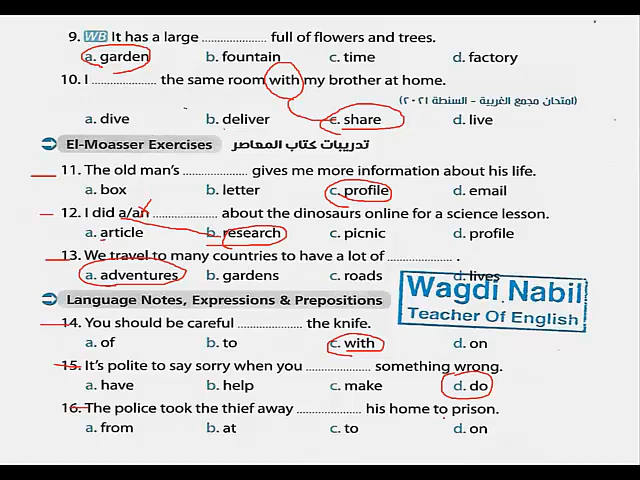 9. WB It has a large .................... full of flowers and trees.
a. garden b. fountain c. time d. factory
10. I .................... the same room with my brother at home.
(امتحان مجمع الغربية - السنطة ٢٠٢١)
a. dive b. deliver c. share d. live
El-Moasser Exercises تدريبات كتاب المعاصر
11. The old man's .................... gives me more information about his life.
a. box b. letter c. profile d. email
12. I did a/an .................... about the dinosaurs online for a science lesson.
a. article b. research c. picnic d. profile
13. We travel to many countries to have a lot of .................... .
a. adventures b. gardens c. roads d. lives
Wagdi Nabil
Teacher Of English
Language Notes, Expressions & Prepositions
14. You should be careful .................... the knife.
a. of b. to c. with d. on
15. It's polite to say sorry when you .................... something wrong.
a. have b. help c. make d. do
16. The police took the thief away .................... his home to prison.
a. from b. at c. to d. on